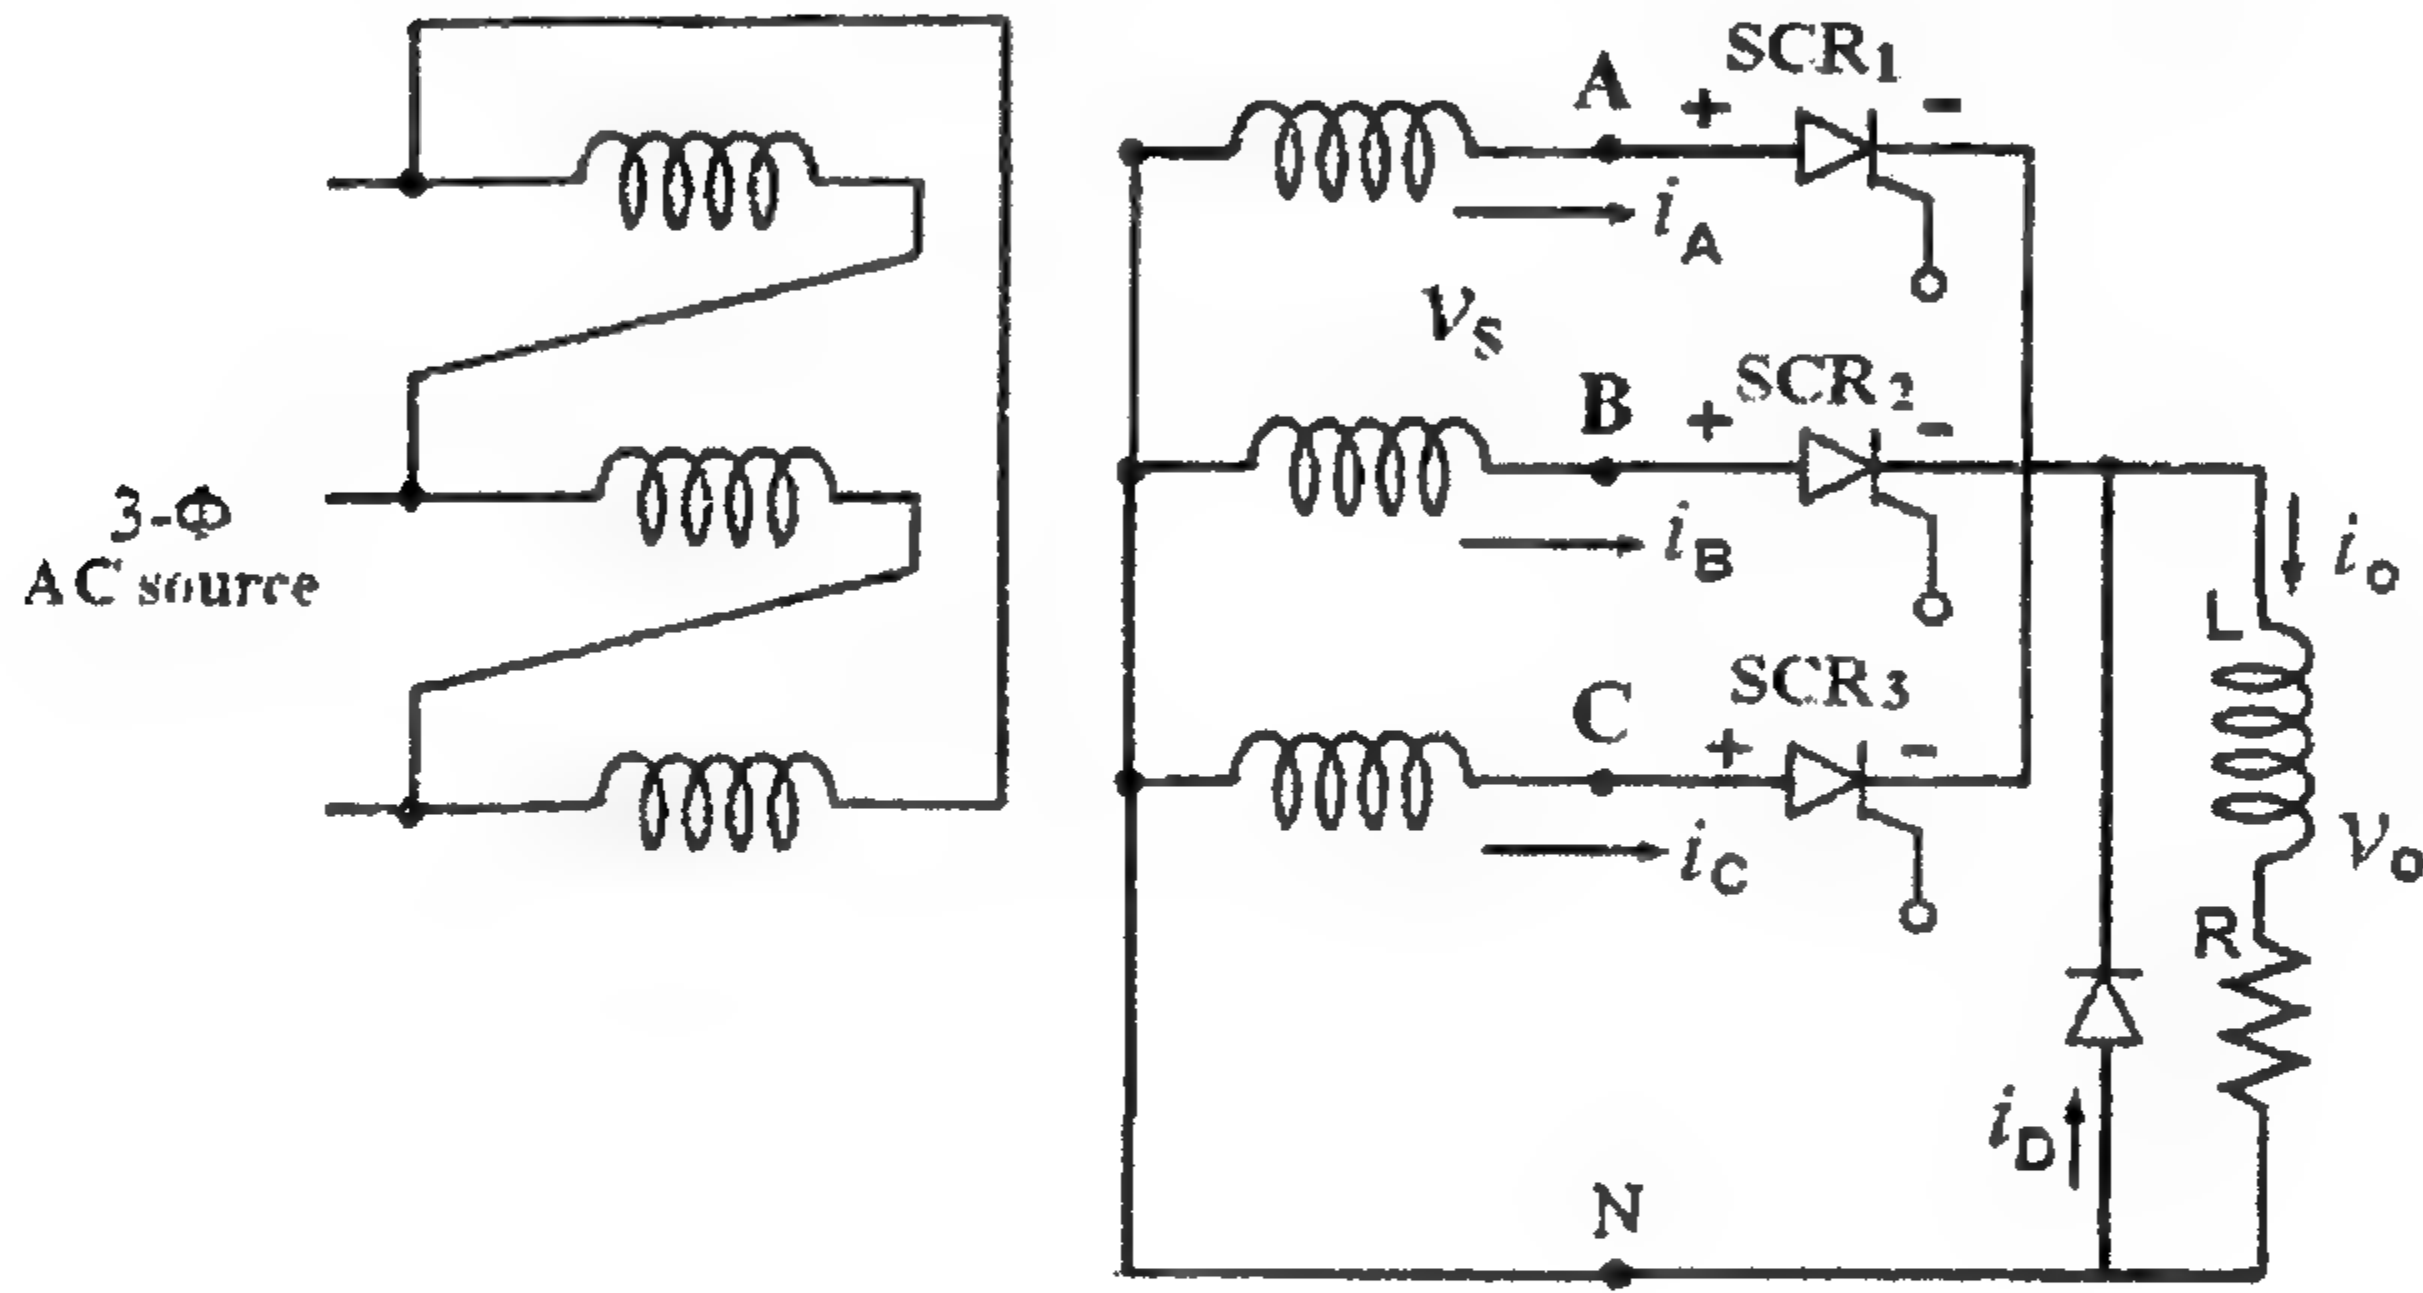 SCR1
A
+
-
iA
vS
SCR2
B
+
-
3-Φ
AC source
iB
iO
L
SCR3
C
+
-
vO
iC
R
iD
N